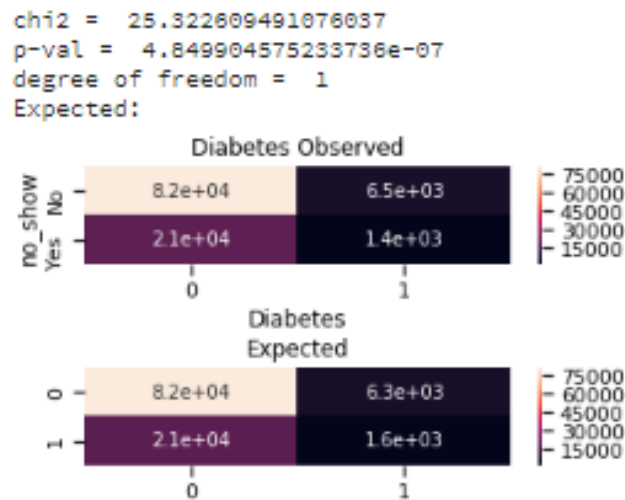 chi2 =  25.322609491076037
p-val =  4.849904575233736e-07
degree of freedom =  1
Expected:
Diabetes Observed
no_show
No 8.2e+04 6.5e+03
Yes 2.1e+04 1.4e+03
0 1
75000
60000
45000
30000
15000
Diabetes
Expected
0 8.2e+04 6.3e+03
1 2.1e+04 1.6e+03
0 1
75000
60000
45000
30000
15000